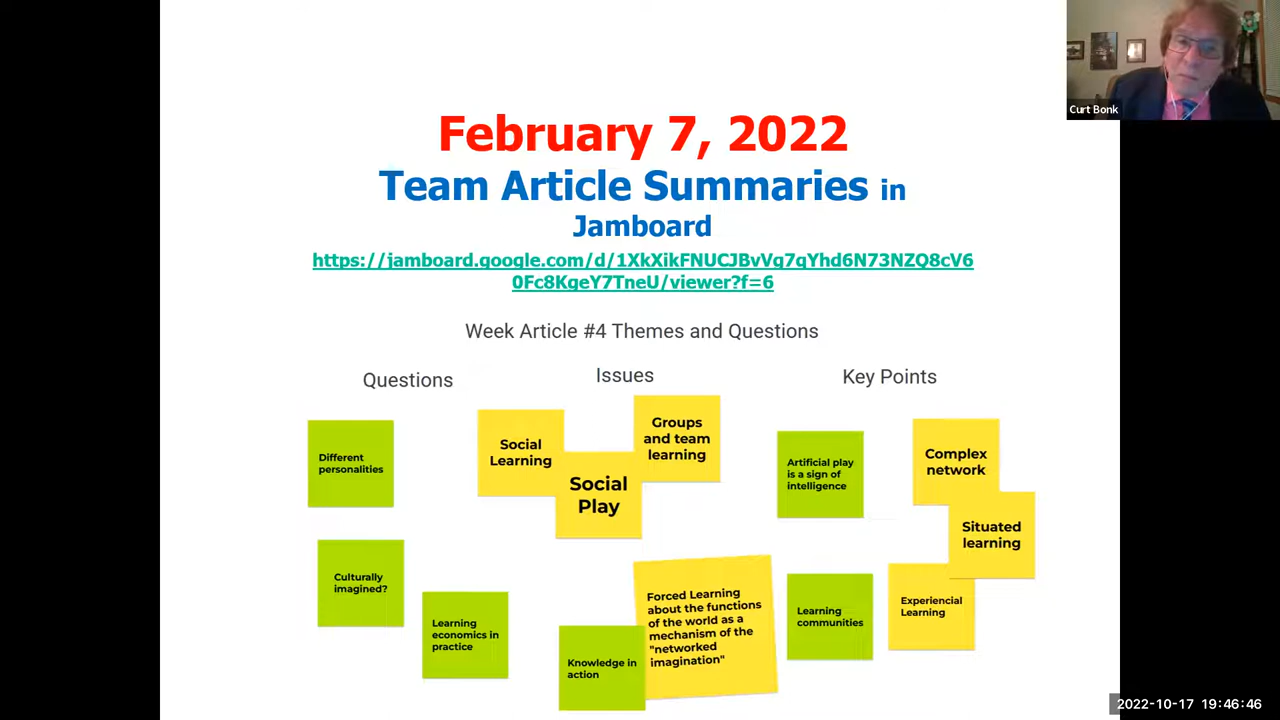 Curt Bonk
February 7, 2022
Team Article Summaries in
Jamboard
https://jamboard.google.com/d/1XkXikFNUCJBvVg7qYhd6N73NZQ8cV6
0Fc8KgeY7TneU/viewer?f=6
Week Article #4 Themes and Questions
Questions
Issues
Key Points
Different
personalities
Culturally
imagined?
Learning
economics in
practice
Social
Learning
Groups
and team
learning
Social
Play
Forced Learning
about the functions
of the world as a
mechanism of the
"networked
imagination"
Knowledge in
action
Artificial play
is a sign of
intelligence
Complex
network
Situated
learning
Learning
communities
Experiencial
Learning
2022-10-17 19:46:46